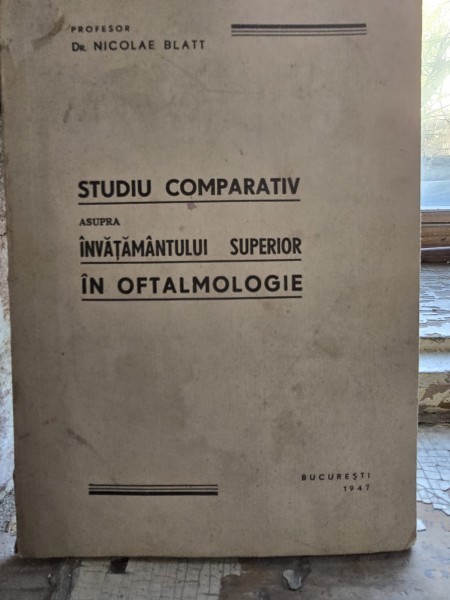 PROFESOR
DR. NICOLAE BLATT
STUDIU COMPARATIV
ASUPRA
ÎNVĂȚĂMÂNTULUI SUPERIOR
ÎN OFTALMOLOGIE
BUCUREȘTI
1947